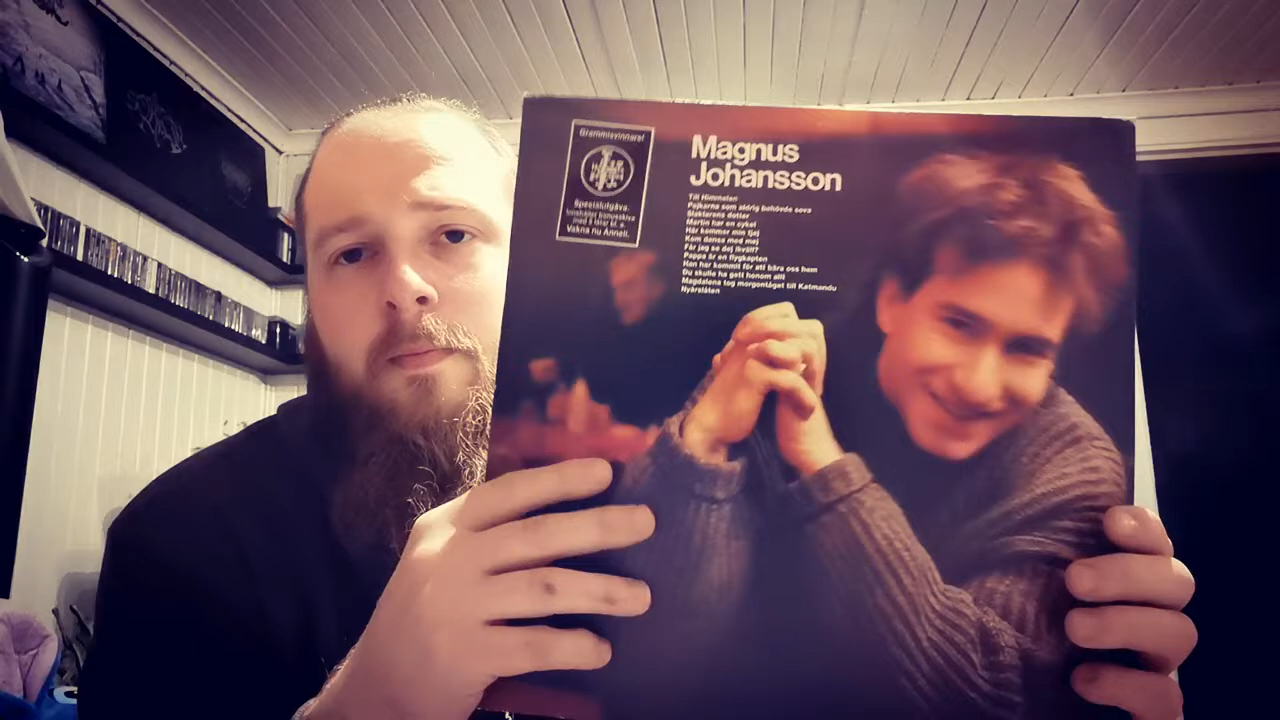 Grammisvinnare!
Specialutgåva.
Innehåller bonusskiva
med 3 låtar bl. a.
Vakna nu Anneli.
Magnus
Johansson
Till Himmelen
Pojkarna som aldrig behövde sova
Slaktarens dotter
Martin har en cykel
Här kommer min tjej
Kom dansa med mej
Får jag se dej ikväll?
Pappa är en flygkapten
Han har kommit för att bära oss hem
Du skulle ha gett honom allt
Magdalena tog morgontåget till Katmandu
Nyårslåten